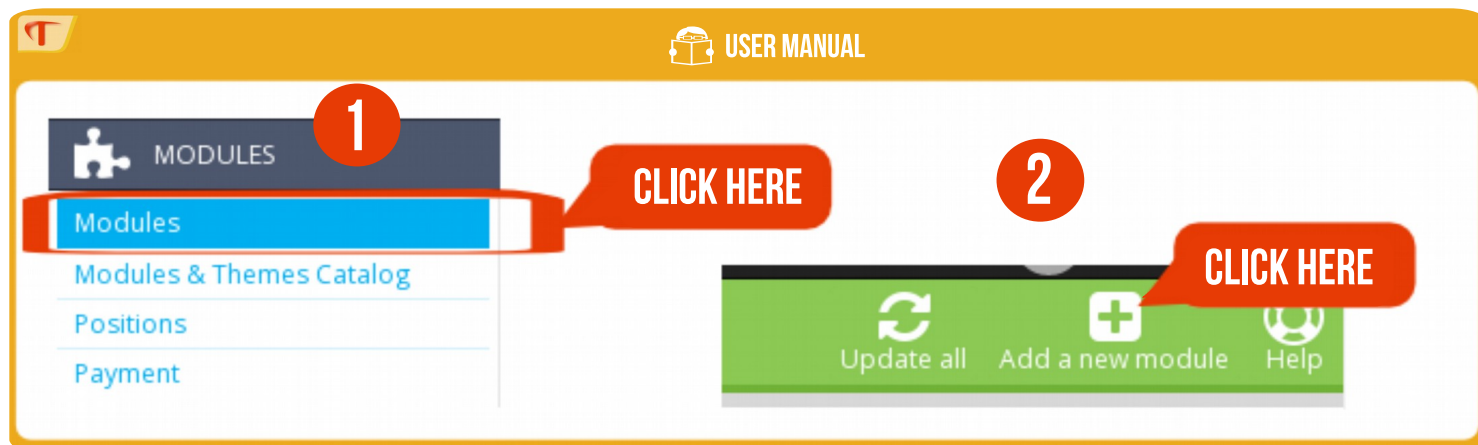 USER MANUAL
1
MODULES
Modules
Modules & Themes Catalog
Positions
Payment
CLICK HERE
2
CLICK HERE
Update all
Add a new module
Help